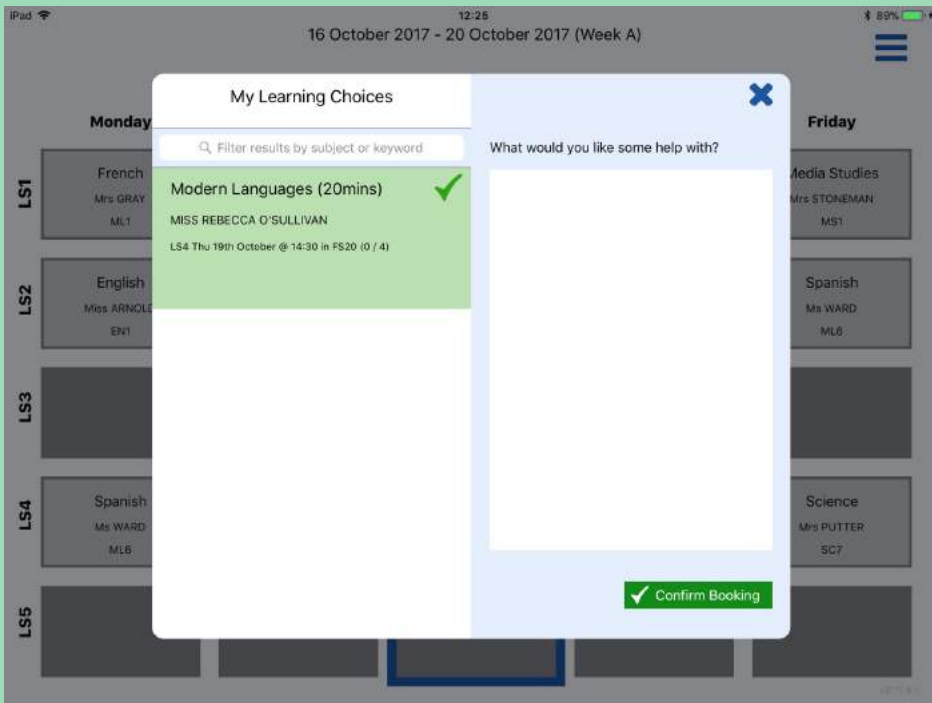 iPad
12:25
89%
16 October 2017 - 20 October 2017 (Week A)
My Learning Choices
Monday
Friday
Filter results by subject or keyword
What would you like some help with?
LS1
French
Mrs GRAY
ML1
Modern Languages (20mins)
MISS REBECCA O'SULLIVAN
LS4 Thu 19th October @ 14:30 in FS20 (0 / 4)
Media Studies
Mrs STONEMAN
MS1
LS2
English
Miss ARNOLD
EN1
Spanish
Ms WARD
ML6
LS3
LS4
Spanish
Ms WARD
ML6
Science
Mrs PUTTER
SC7
Confirm Booking
LS5